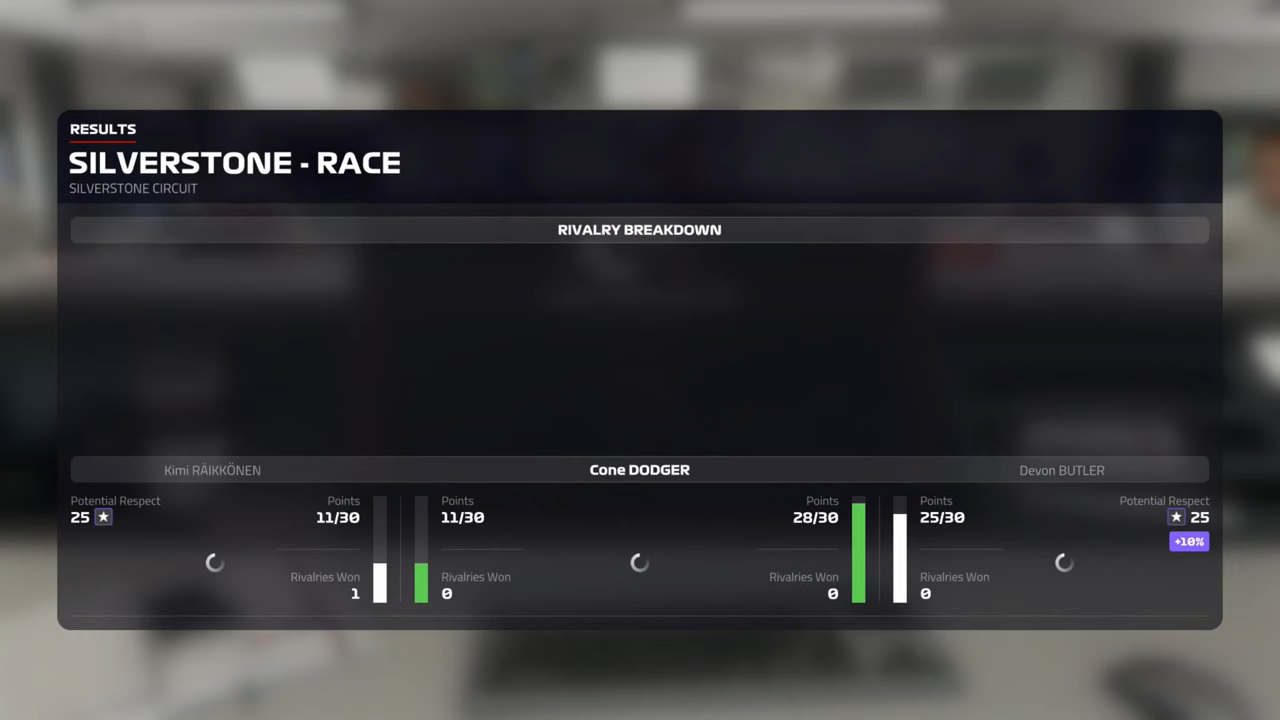 RESULTS
SILVERSTONE - RACE
SILVERSTONE CIRCUIT
RIVALRY BREAKDOWN
Kimi RÄIKKÖNEN
Cone DODGER
Devon BUTLER
Potential Respect
25
Points
11/30
Rivalries Won
1
Points
11/30
Rivalries Won
0
Points
28/30
Rivalries Won
0
Points
25/30
Rivalries Won
0
Potential Respect
25
+10%